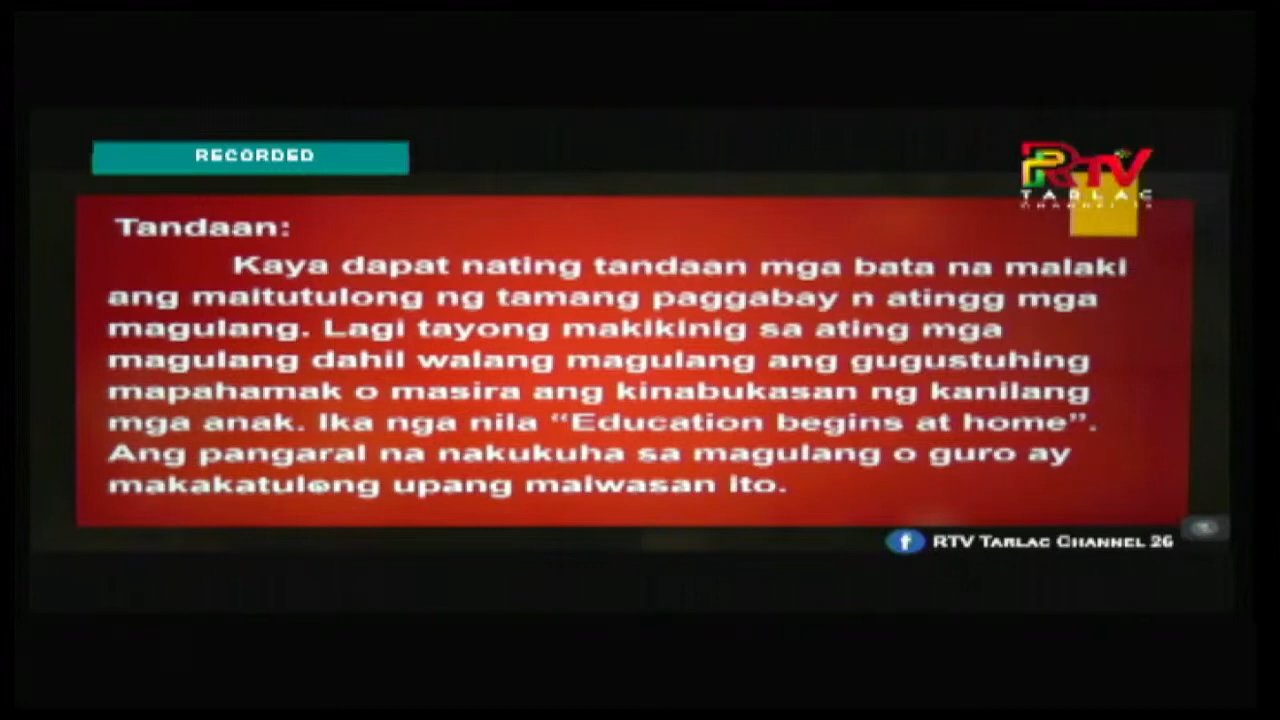 RECORDED
RTV
TARLAC
Tandaan:
Kaya dapat nating tandaan mga bata na malaki
ang maitutulong ng tamang paggabay n atingg mga
magulang. Lagi tayong makikinig sa ating mga
magulang dahil walang magulang ang gugustuhing
mapahamak o masira ang kinabukasan ng kanilang
mga anak. Ika nga nila “Education begins at home”.
Ang pangaral na nakukuha sa magulang o guro ay
makakatulong upang maiwasan ito.
RTV TARLAC CHANNEL 26